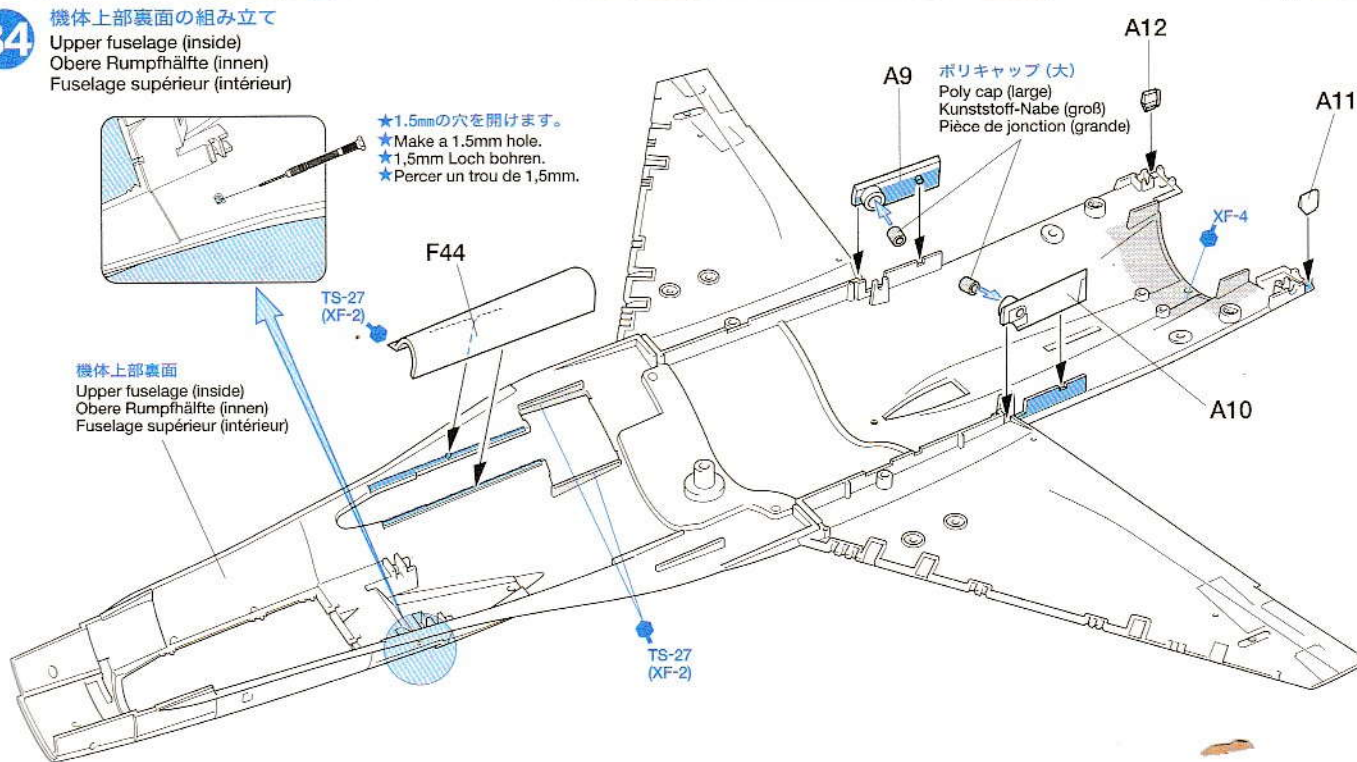 34
機体上部裏面の組み立て
Upper fuselage (inside)
Obere Rumpfhälfte (innen)
Fuselage supérieur (intérieur)
★1.5mmの穴を開けます。
★Make a 1.5mm hole.
★1,5mm Loch bohren.
★Percer un trou de 1,5mm.
A12
A9
ポリキャップ (大)
Poly cap (large)
Kunststoff-Nabe (groß)
Pièce de jonction (grande)
A11
XF-4
F44
TS-27
(XF-2)
機体上部裏面
Upper fuselage (inside)
Obere Rumpfhälfte (innen)
Fuselage supérieur (intérieur)
A10
TS-27
(XF-2)